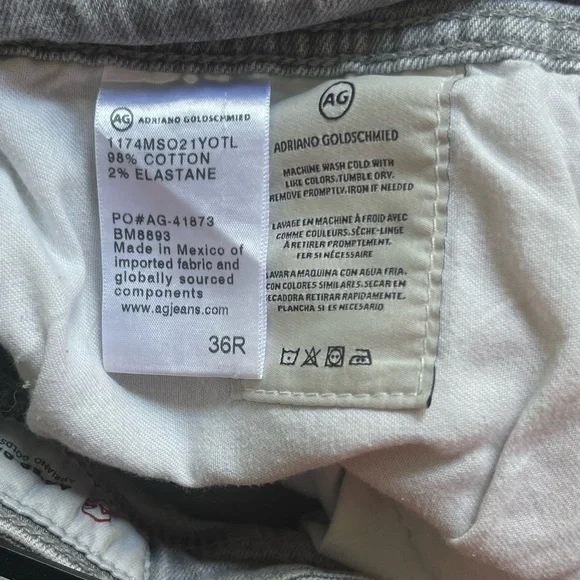 AG ADRIANO GOLDSCHMIED
1174MSO21YOTL
98% COTTON
2% ELASTANE
PO#AG-41873
BM8893
Made in Mexico of
imported fabric and
globally sourced
components
www.agjeans.com
36R
AG
ADRIANO GOLDSCHMIED
MACHINE WASH COLD WITH
LIKE COLORS. TUMBLE DRY.
REMOVE PROMPTLY. IRON IF NEEDED
LAVAGE EN MACHINE À FROID AVEC
COMME COULEURS. SÈCHE-LINGE
À RETIRER PROMPTEMENT.
FER SI NÉCESSAIRE
LAVAR A MAQUINA CON AGUA FRIA.
CON COLORES SIMILARES. SECAR EN
SECADORA RETIRAR RAPIDAMENTE.
PLANCHA SI ES NECESARIO